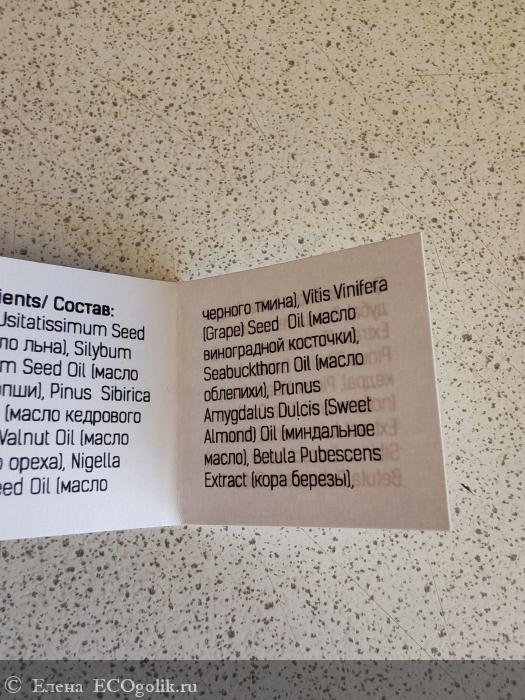 ients/ Состав:
Usitatissimum Seed
ло льна), Silybum
m Seed Oil (масло
опши), Pinus Sibirica
(масло кедрового
Walnut Oil (масло
о ореха), Nigella
eed Oil (масло
черного тмина), Vitis Vinifera
(Grape) Seed Oil (масло
виноградной косточки),
Seabuckthorn Oil (масло
облепихи), Prunus
Amygdalus Dulcis (Sweet
Almond) Oil (миндальное
масло), Betula Pubescens
Extract (кора березы),
© Елена ECOgolik.ru